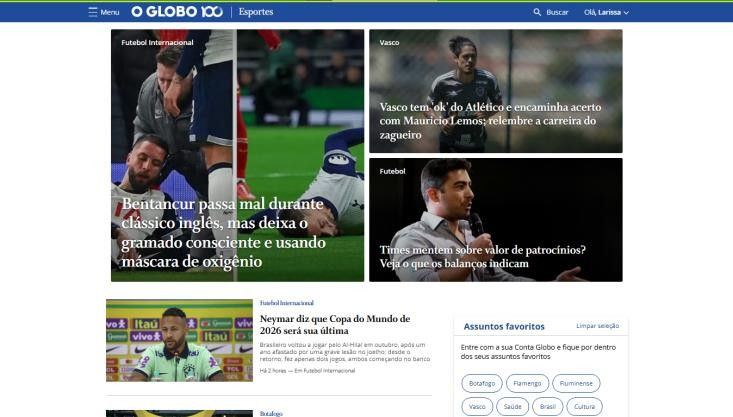 Menu
O GLOBO 100
Esportes
Buscar
Olá, Larissa
Futebol Internacional
Bentancur passa mal durante
clássico inglês, mas deixa o
gramado consciente e usando
máscara de oxigênio
Vasco
Vasco tem 'ok' do Atlético e encaminha acerto
com Mauricio Lemos; relembre a carreira do
zagueiro
Futebol
Times mentem sobre valor de patrocínios?
Veja o que os balanços indicam
Futebol Internacional
Neymar diz que Copa do Mundo de
2026 será sua última
Brasileiro voltou a jogar pelo Al-Hilal em outubro, após um
ano afastado por uma grave lesão no joelho; desde o
retorno, fez apenas dois jogos, ambos começando no banco
Há 2 horas — Em Futebol Internacional
Botafogo
Assuntos favoritos
Limpar seleção
Entre com a sua Conta Globo e fique por dentro
dos seus assuntos favoritos
Botafogo
Flamengo
Fluminense
Vasco
Saúde
Brasil
Cultura
vivo
Itaú
vivo
Itaú